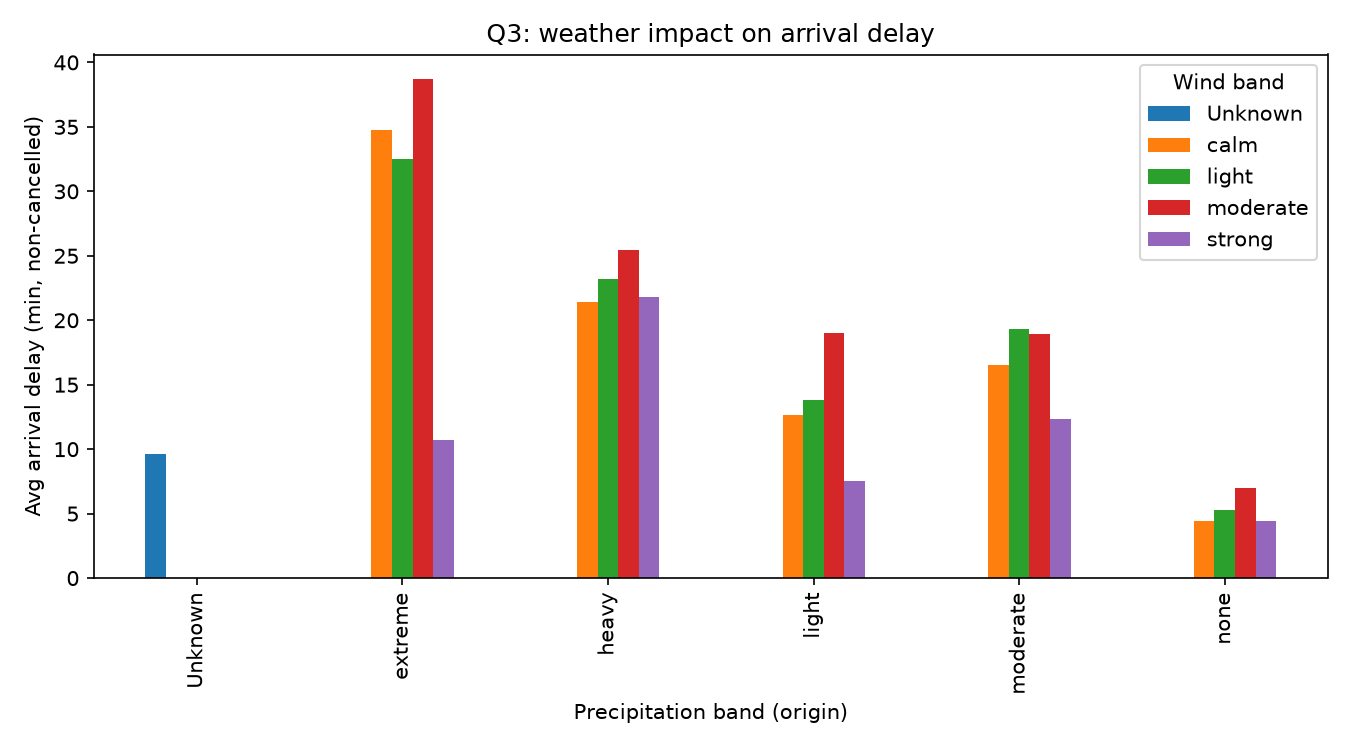 Q3: weather impact on arrival delay
Avg arrival delay (min, non-cancelled)
40
35
30
25
20
15
10
5
0
Wind band
Unknown
calm
light
moderate
strong
Unknown
extreme
heavy
light
moderate
none
Precipitation band (origin)